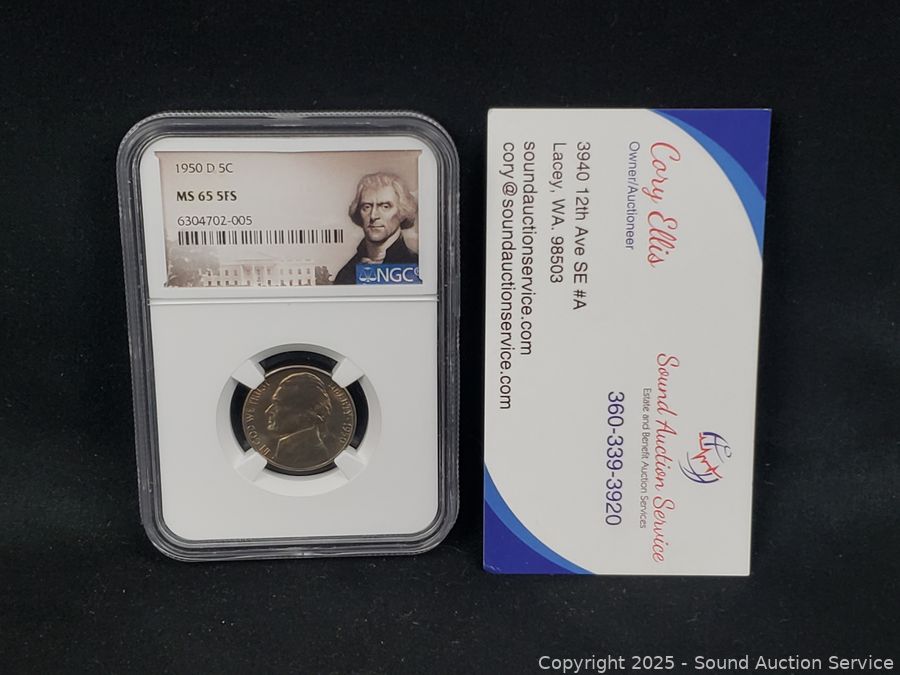 1950 D 5C
MS 65 5FS
6304702-005
NGC
IN GOD WE TRUST
LIBERTY 1950
Cory Ellis
Owner/Auctioneer
3940 12th Ave SE #A
Lacey, WA. 98503
soundauctionservice.com
cory@soundauctionservice.com
Sound Auction Service
Estate and Benefit Auction Services
360-339-3920
Copyright 2025 - Sound Auction Service